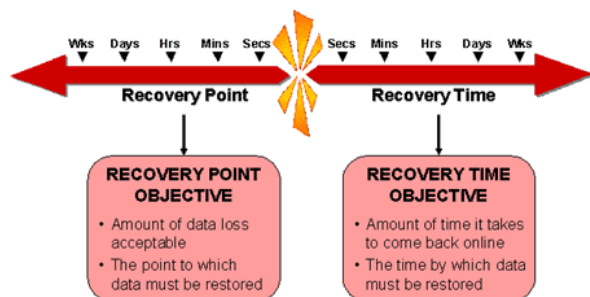 Wks Days Hrs Mins Secs Secs Mins Hrs Days Wks
Recovery Point Recovery Time
RECOVERY POINT
OBJECTIVE
• Amount of data loss
acceptable
• The point to which
data must be restored
RECOVERY TIME
OBJECTIVE
• Amount of time it takes
to come back online
• The time by which data
must be restored